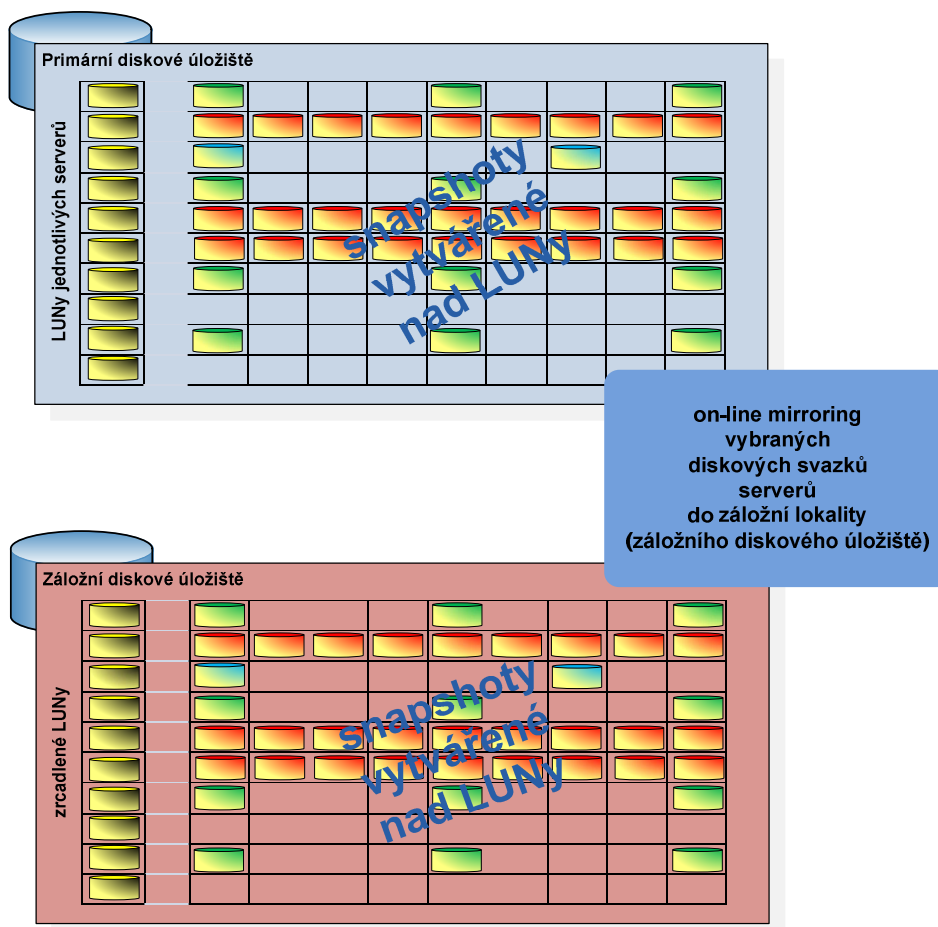 Primární diskové úložiště
LUNy jednotlivých serverů
snapshoty
vytvářené
nad LUNy
on-line mirroring
vybraných
diskových svazků
serverů
do záložní lokality
(záložního diskového úložiště)
Záložní diskové úložiště
zrcadlené LUNy
snapshoty
vytvářené
nad LUNy